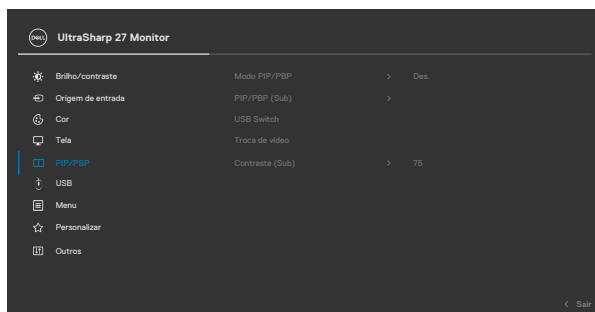 DELL UltraSharp 27 Monitor
Brilho/contraste Modo PIP/PBP > Des.
Origem de entrada PIP/PBP (Sub) >
Cor USB Switch
Tela Troca de vídeo
PIP/PBP Contraste (Sub) > 75
USB
Menu
Personalizar
Outros
< Sair